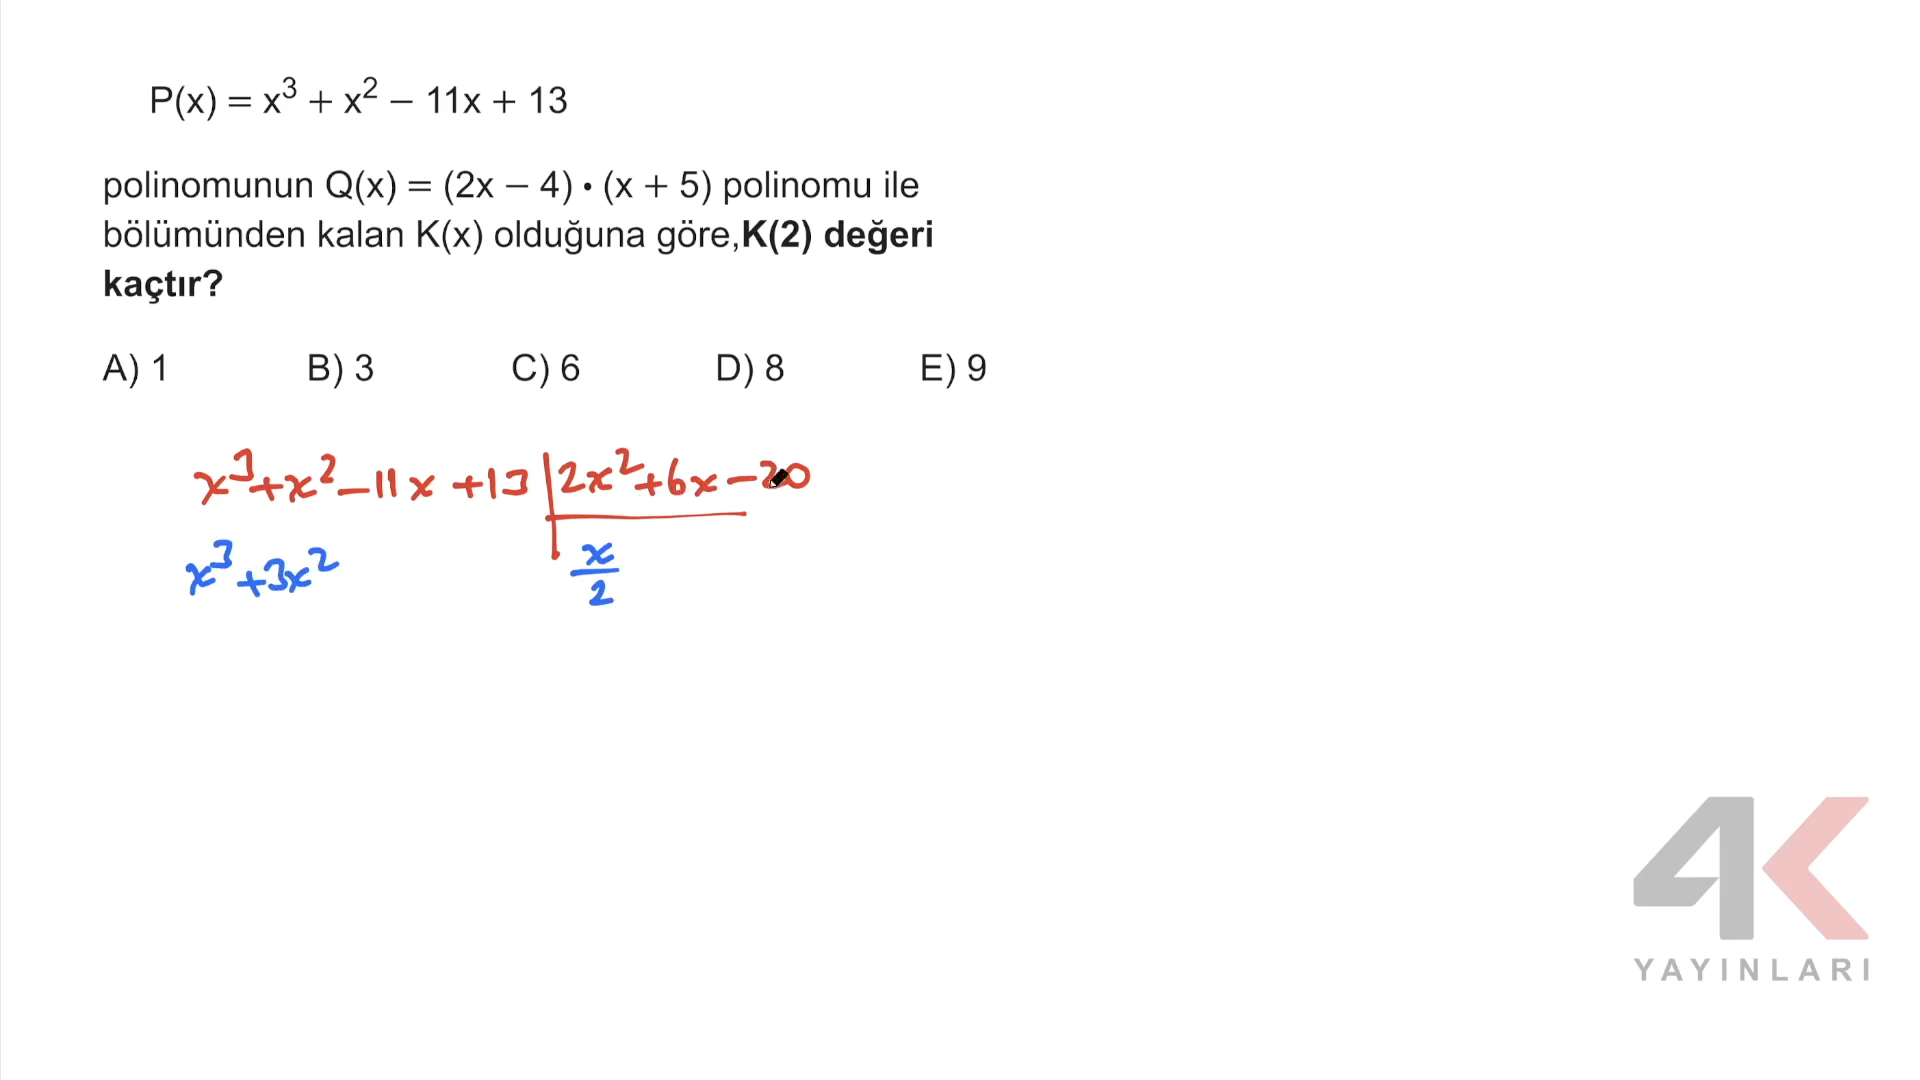 P(x) = x³ + x² − 11x + 13
polinomunun Q(x) = (2x − 4) • (x + 5) polinomu ile
bölümünden kalan K(x) olduğuna göre,K(2) değeri
kaçtır?
A) 1 B) 3 C) 6 D) 8 E) 9
x³+x²−11x +13 | 2x²+6x−20
x³+3x² x/2
4K
YAYINLARI